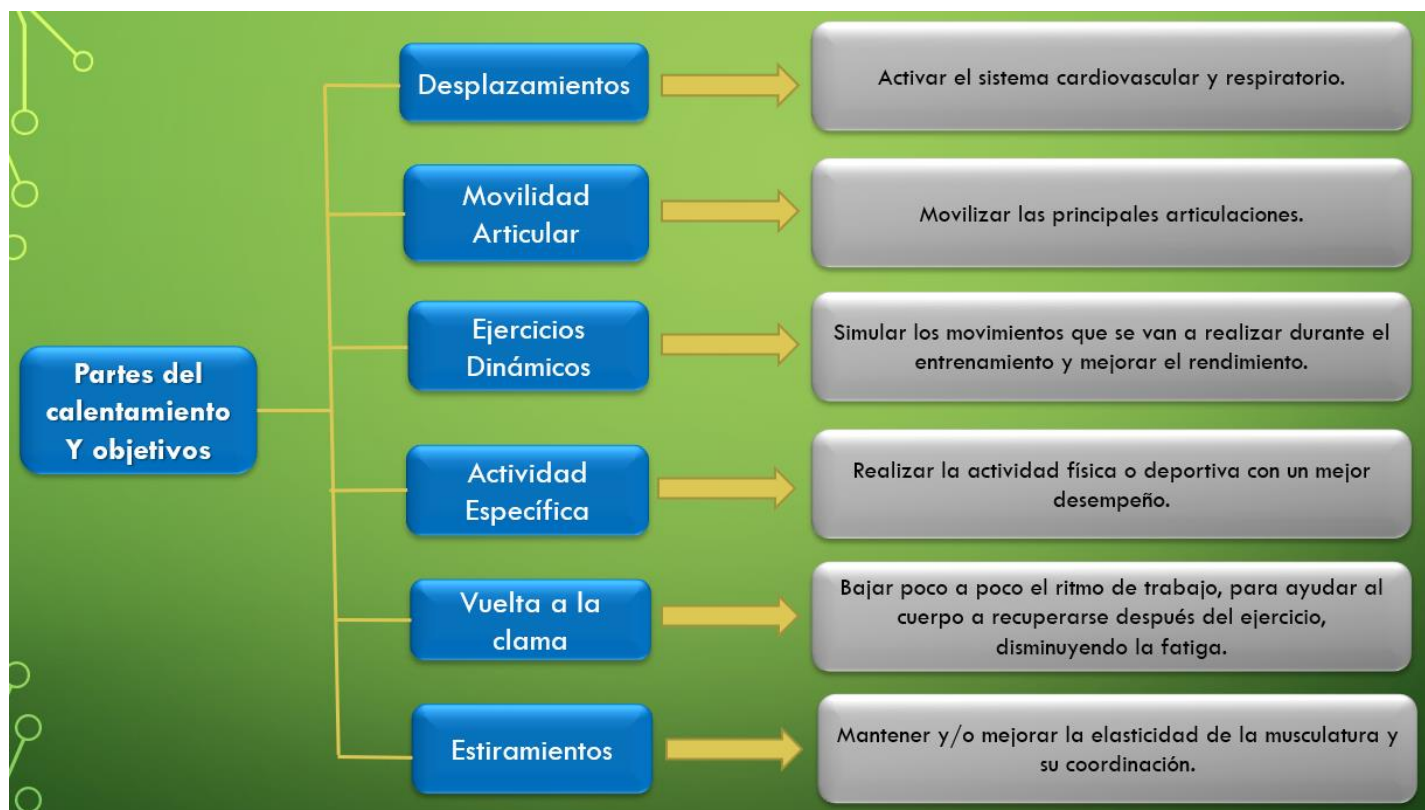 Partes del
calentamiento
Y objetivos
Desplazamientos
Activar el sistema cardiovascular y respiratorio.
Movilidad
Articular
Movilizar las principales articulaciones.
Ejercicios
Dinámicos
Simular los movimientos que se van a realizar durante el
entrenamiento y mejorar el rendimiento.
Actividad
Específica
Realizar la actividad física o deportiva con un mejor
desempeño.
Vuelta a la
clama
Bajar poco a poco el ritmo de trabajo, para ayudar al
cuerpo a recuperarse después del ejercicio,
disminuyendo la fatiga.
Estiramientos
Mantener y/o mejorar la elasticidad de la musculatura y
su coordinación.